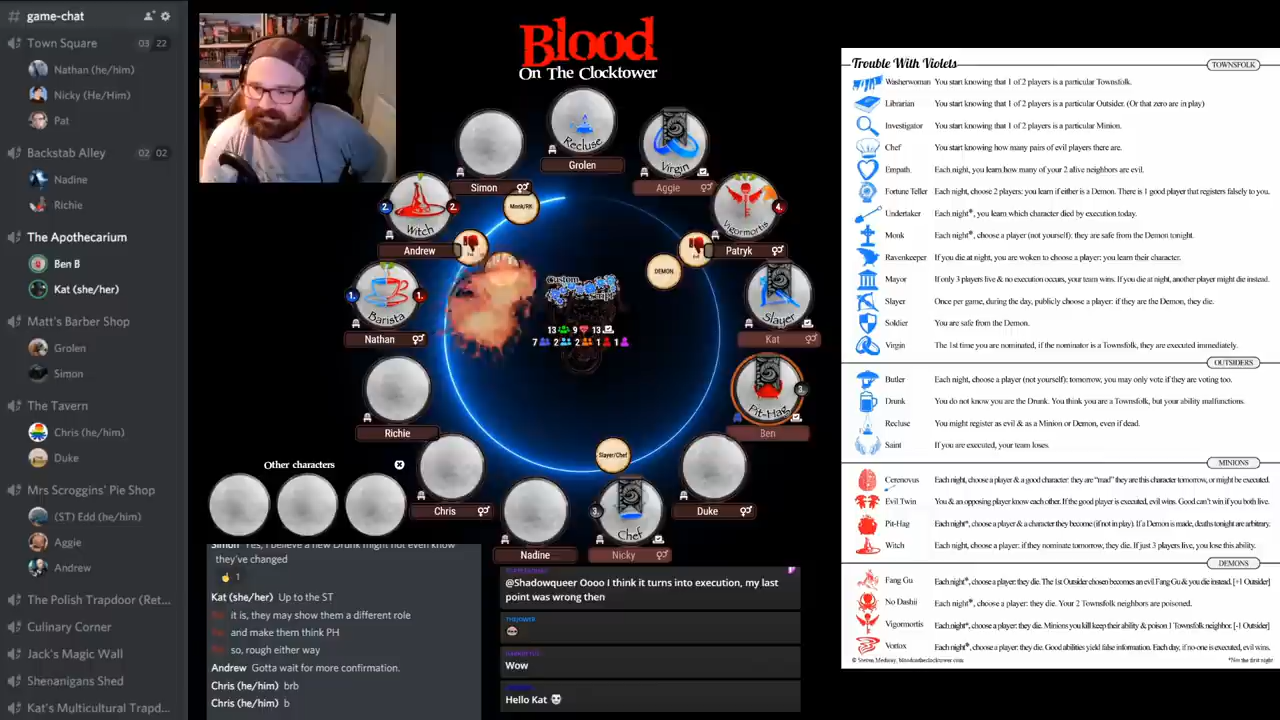 # game-chat
Town Square 03 22
Nathan (he/him)
Nicky (He/Him)
Pat
Backstab Alley 02 02
Nadine
Richie
The Apothecarium
Ben B
Kat (she/her)
Matt's Barber Shop
Grolen
Simon
The Tavern
Chris (he/him)
Duke
Mrs Scroggins' Pie Shop
Aggie
Andrew
The Polish Deli
Culinary Corner
Jack's Magic Wall
Shenanigans Shed
Kat's Multicultural Trapd...
Blood
On The Clocktower
Recluse
Grolen
Simon
Virgin
Aggie
Monk/RK
Witch
Andrew
Vigormortis
Patryk
DEMON
Barista
Nathan
Slayer
Kat
13 9 13
7 2 2 1 1
Richie
Pit-Hag
Ben
Slayer/Chef
Chris
Duke
Chef
Nadine
Nicky
Other characters
Simon Yes, I believe a new Drunk might not even know
they've changed
1
Kat (she/her) Up to the ST
it is, they may show them a different role
and make them think PH
so, rough either way
Andrew Gotta wait for more confirmation.
Chris (he/him) brb
Chris (he/him) b
@Shadowqueer Oooo I think it turns into execution, my last
point was wrong then
THEJOWER
Wow
Hello Kat
Trouble With Violets
TOWNSFOLK
Washerwoman You start knowing that 1 of 2 players is a particular Townsfolk.
Librarian You start knowing that 1 of 2 players is a particular Outsider. (Or that zero are in play)
Investigator You start knowing that 1 of 2 players is a particular Minion.
Chef You start knowing how many pairs of evil players there are.
Empath Each night, you learn how many of your 2 alive neighbors are evil.
Fortune Teller Each night, choose 2 players: you learn if either is a Demon. There is 1 good player that registers falsely to you.
Undertaker Each night*, you learn which character died by execution today.
Monk Each night*, choose a player (not yourself): they are safe from the Demon tonight.
Ravenkeeper If you die at night, you are woken to choose a player: you learn their character.
Mayor If only 3 players live & no execution occurs, your team wins. If you die at night, another player might die instead.
Slayer Once per game, during the day, publicly choose a player: if they are the Demon, they die.
Soldier You are safe from the Demon.
Virgin The 1st time you are nominated, if the nominator is a Townsfolk, they are executed immediately.
OUTSIDERS
Butler Each night, choose a player (not yourself): tomorrow, you may only vote if they are voting too.
Drunk You do not know you are the Drunk. You think you are a Townsfolk, but your ability malfunctions.
Recluse You might register as evil & as a Minion or Demon, even if dead.
Saint If you are executed, your team loses.
MINIONS
Cerenovus Each night, choose a player & a good character: they are "mad" they are this character tomorrow, or might be executed.
Evil Twin You & an opposing player know each other. If the good player is executed, evil wins. Good can't win if you both live.
Pit-Hag Each night*, choose a player & a character they become (if not in play). If a Demon is made, deaths tonight are arbitrary.
Witch Each night, choose a player: if they nominate tomorrow, they die. If just 3 players live, you lose this ability.
DEMONS
Fang Gu Each night*, choose a player: they die. The 1st Outsider chosen becomes an evil Fang Gu & you die instead. [+1 Outsider]
No Dashii Each night*, choose a player: they die. Your 2 Townsfolk neighbors are poisoned.
Vigormortis Each night*, choose a player: they die. Minions you kill keep their ability & poison 1 Townsfolk neighbor. [-1 Outsider]
Vortox Each night*, choose a player: they die. Good abilities yield false information. Each day, if no-one is executed, evil wins.
© Steven Medway, bloodontheclocktower.com
*Not the first night